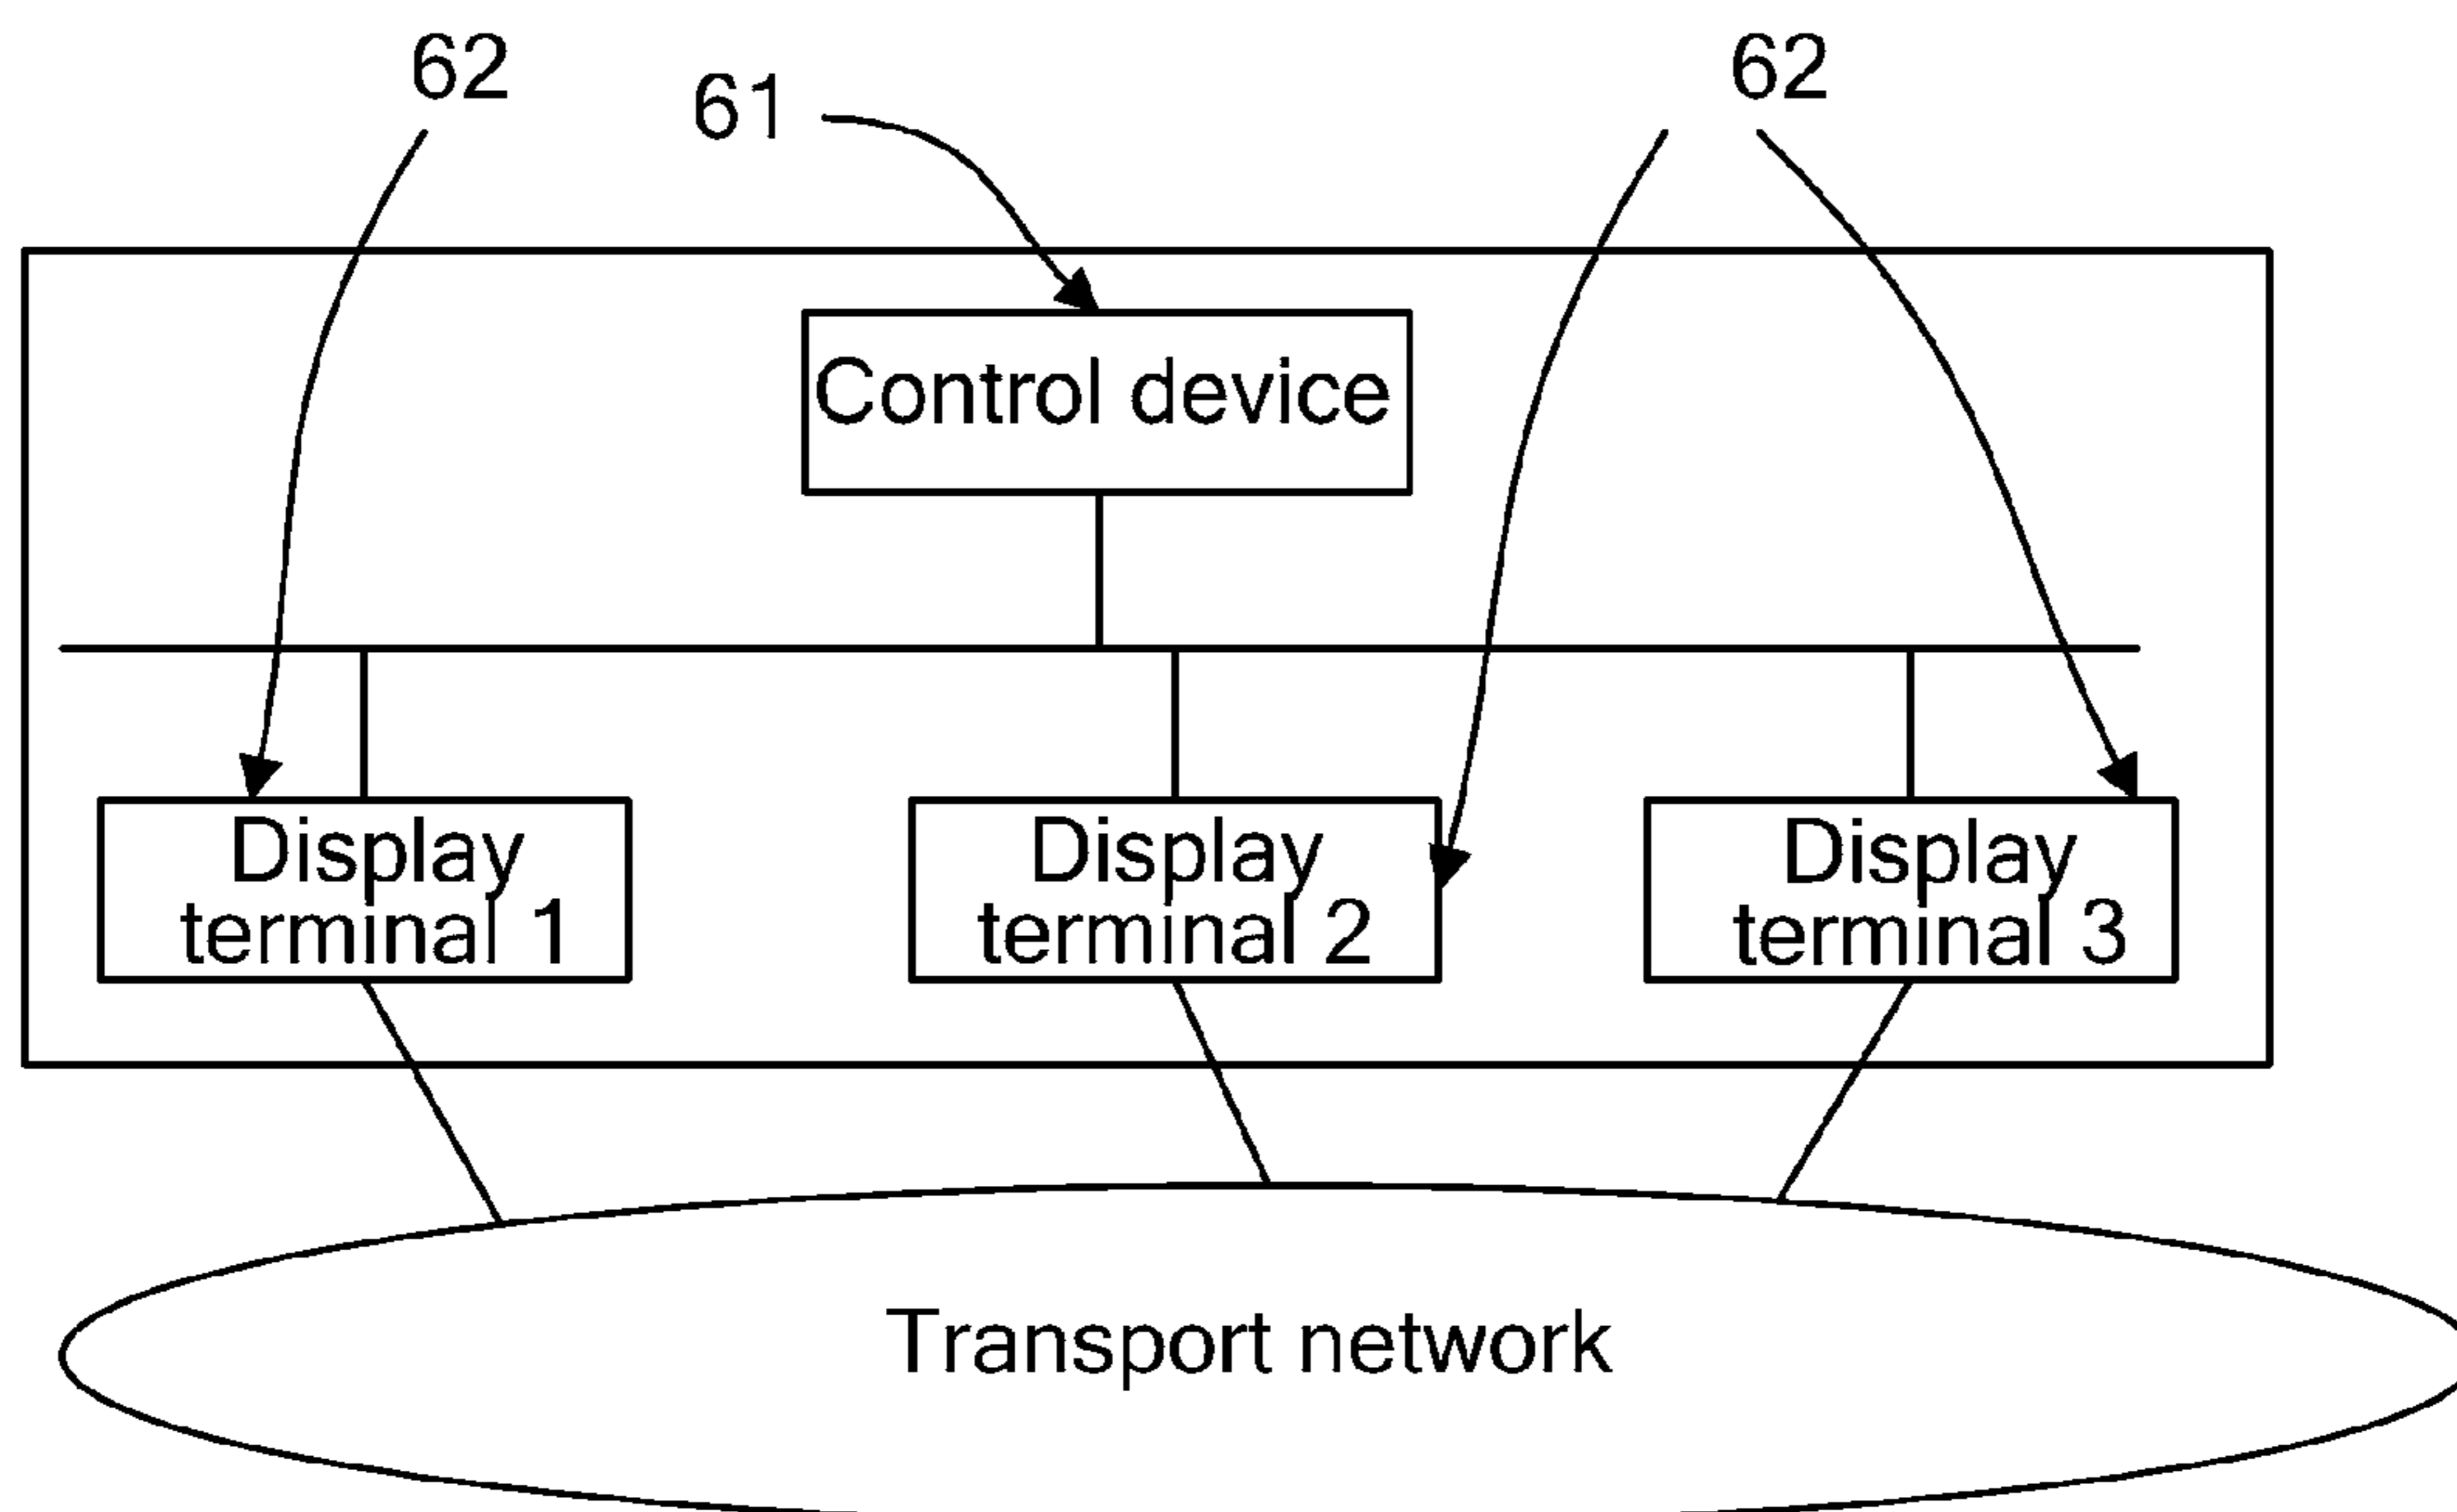 62
61
62
Control device
Display
terminal 1
Display
terminal 2
Display
terminal 3
Transport network